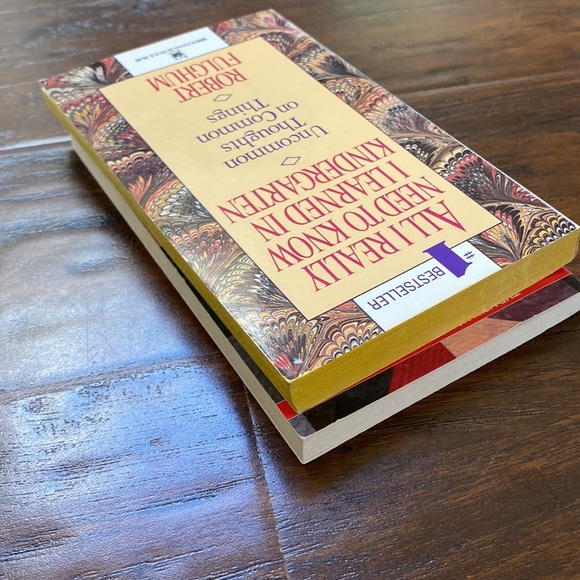 #1
BESTSELLER
ALL I REALLY
NEED TO KNOW
I LEARNED IN
KINDERGARTEN
Uncommon
Thoughts
on Common
Things
ROBERT
FULGHUM